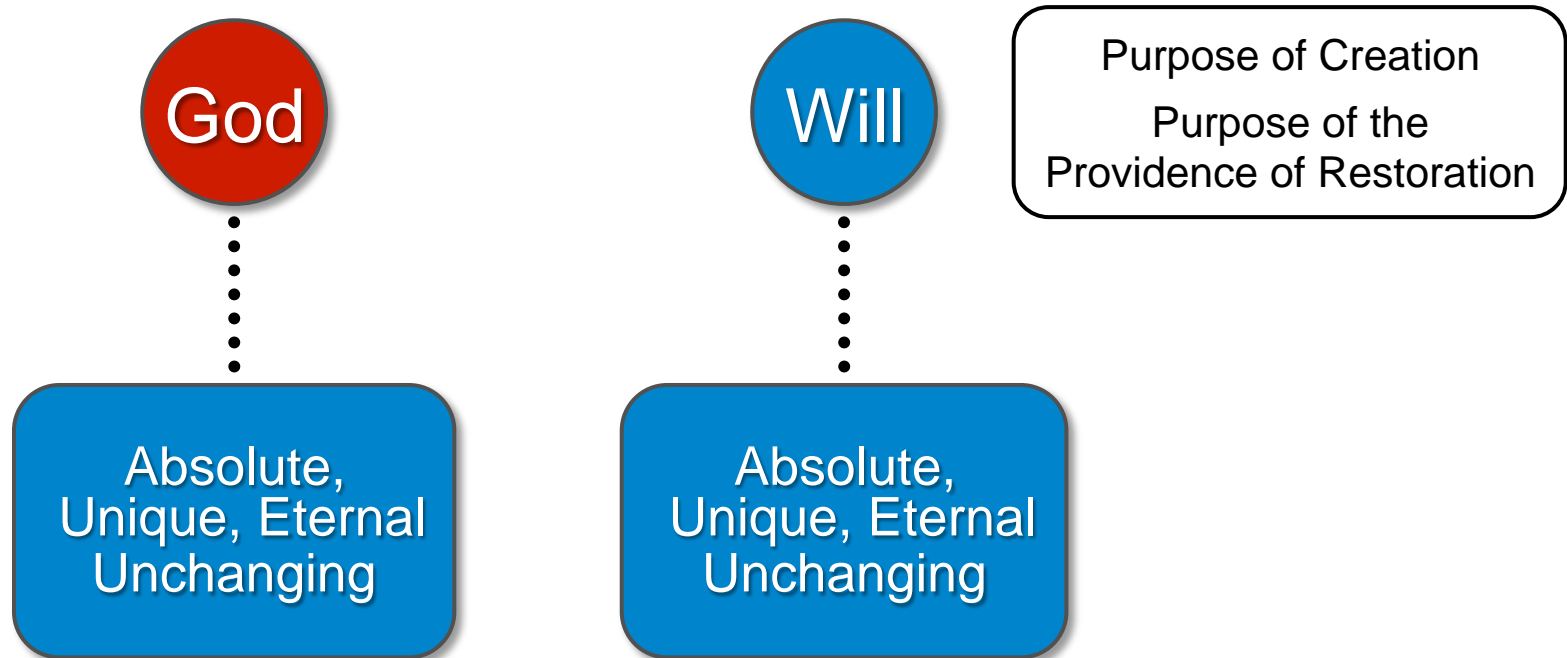 God
Will
Purpose of Creation
Purpose of the
Providence of Restoration
Absolute,
Unique, Eternal
Unchanging
Absolute,
Unique, Eternal
Unchanging